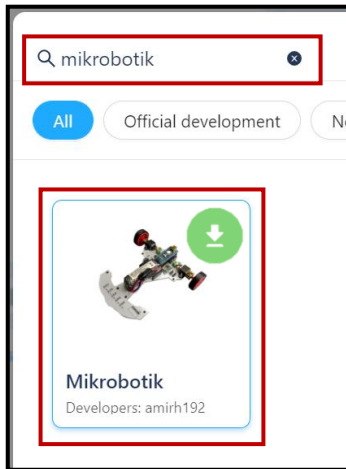 mikrobotik
All
Official development
Mikrobotik
Developers: amirh192